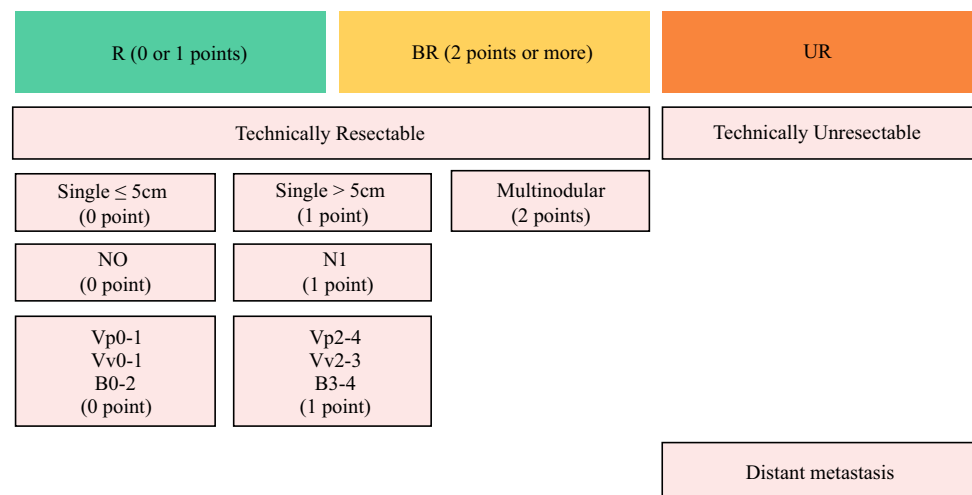 R (0 or 1 points)
BR (2 points or more)
UR
Technically Resectable
Technically Unresectable
Single ≤ 5cm
(0 point)
Single > 5cm
(1 point)
Multinodular
(2 points)
NO
(0 point)
N1
(1 point)
Vp0-1
Vv0-1
B0-2
(0 point)
Vp2-4
Vv2-3
B3-4
(1 point)
Distant metastasis